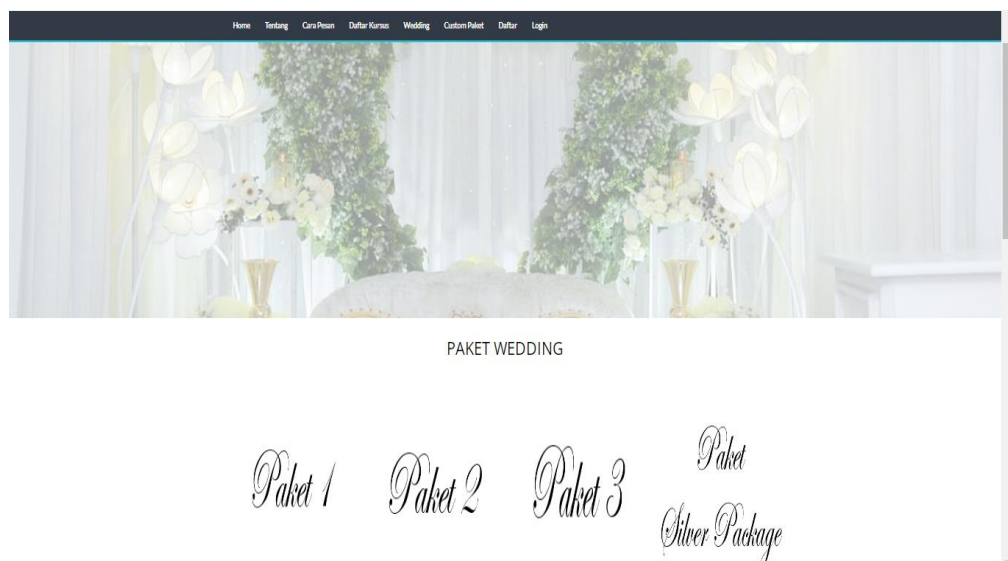 Home Tentang Cara Pesan Daftar Kursus Wedding Custom Paket Daftar Login
PAKET WEDDING
Paket 1 Paket 2 Paket 3 Paket
Silver Package